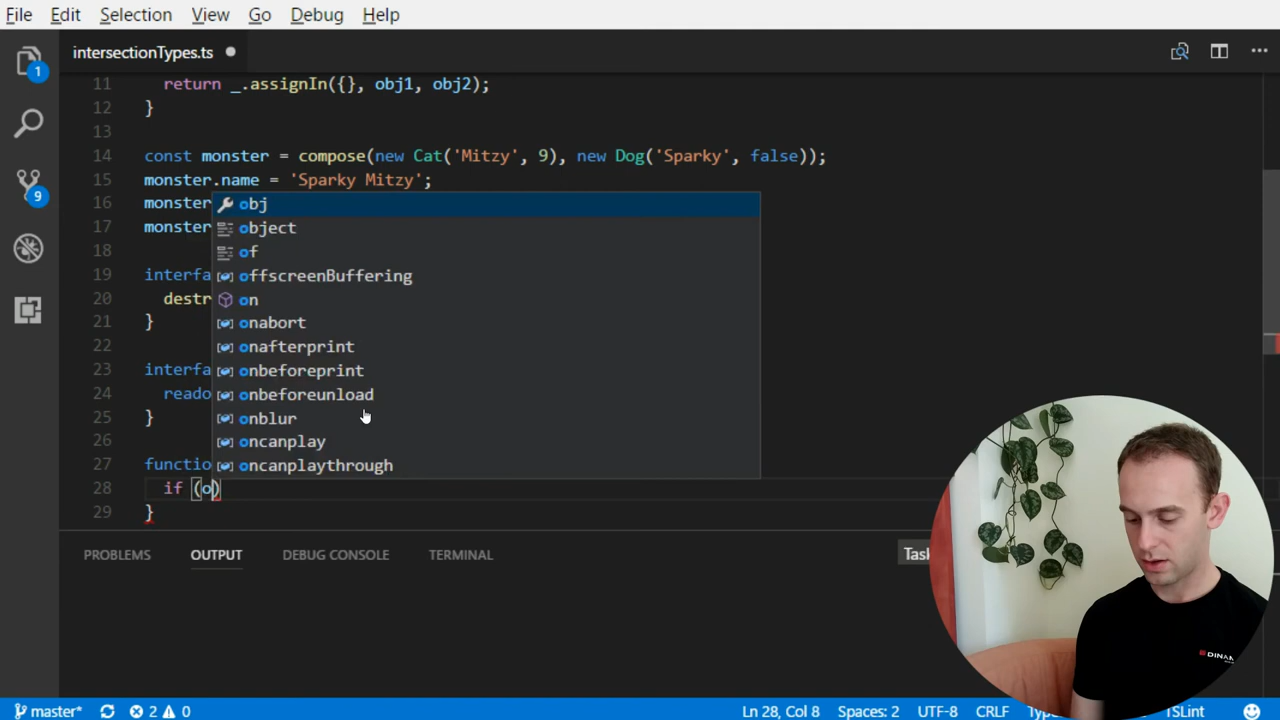 File Edit Selection View Go Debug Help
intersectionTypes.ts
1
9
11 return _.assignIn({}, obj1, obj2);
12 }
13
14 const monster = compose(new Cat('Mitzy', 9), new Dog('Sparky', false));
15 monster.name = 'Sparky Mitzy';
16 monster
17 monster
18
19 interfa
20 destr
21 }
22
23 interfa
24 reado
25 }
26
27 functio
28 if (o)
29 }
obj
object
of
offscreenBuffering
on
onabort
onafterprint
onbeforeprint
onbeforeunload
onblur
oncanplay
oncanplaythrough
PROBLEMS OUTPUT DEBUG CONSOLE TERMINAL
Task
DINAN
master* 2 0 Ln 28, Col 8 Spaces: 2 UTF-8 CRLF TSLint